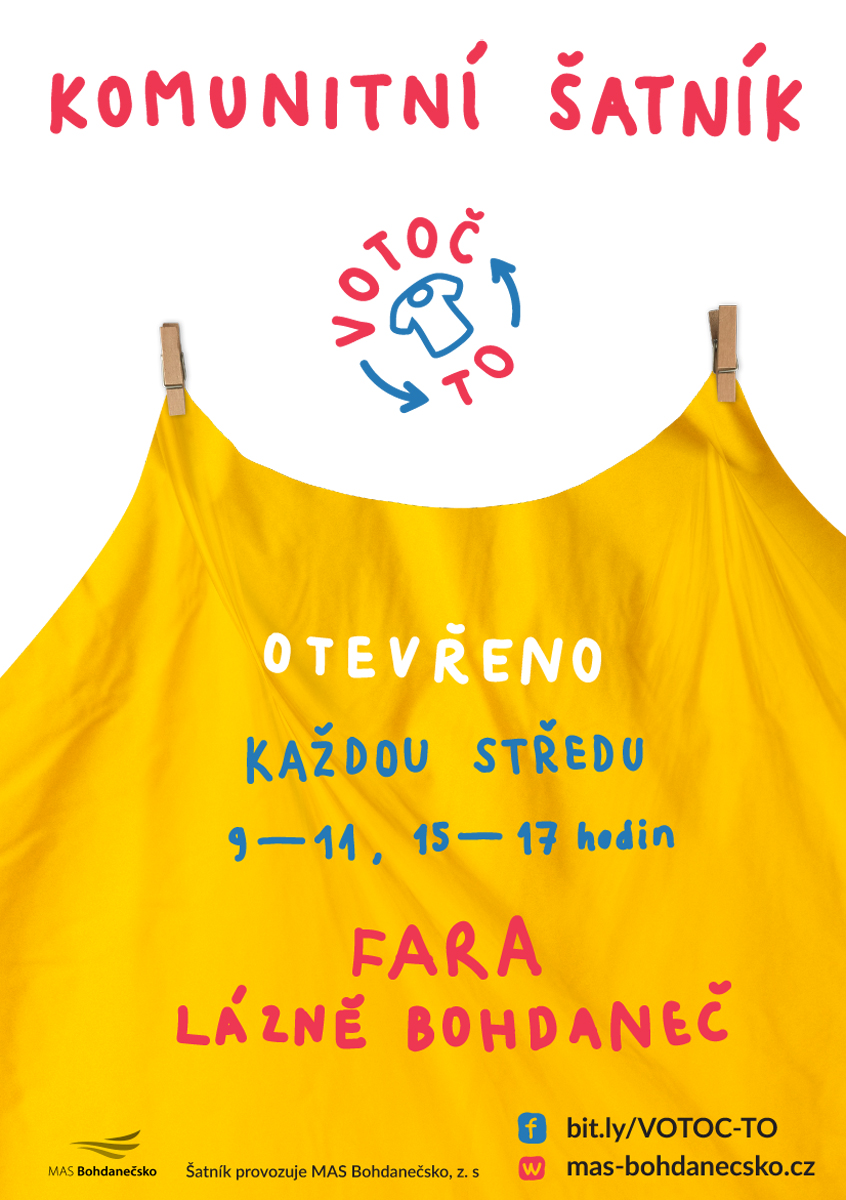 KOMUNITNÍ ŠATNÍK
VOTOČ
TO
OTEVŘENO
KAŽDOU STŘEDU
9—11, 15—17 hodin
FARA
LÁZNĚ BOHDANEČ
f bit.ly/VOTOC-TO
MAS Bohdanečsko Šatník provozuje MAS Bohdanečsko, z. s
w mas-bohdanecsko.cz